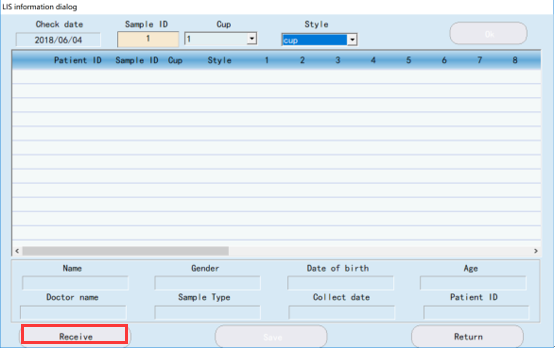 LIS information dialog
Check date Sample ID Cup Style
2018/06/04 1 1 cup Ok
Patient ID Sample ID Cup Style 1 2 3 4 5 6 7 8
Name Gender Date of birth Age
Doctor name Sample Type Collect date Patient ID
Receive Save Return